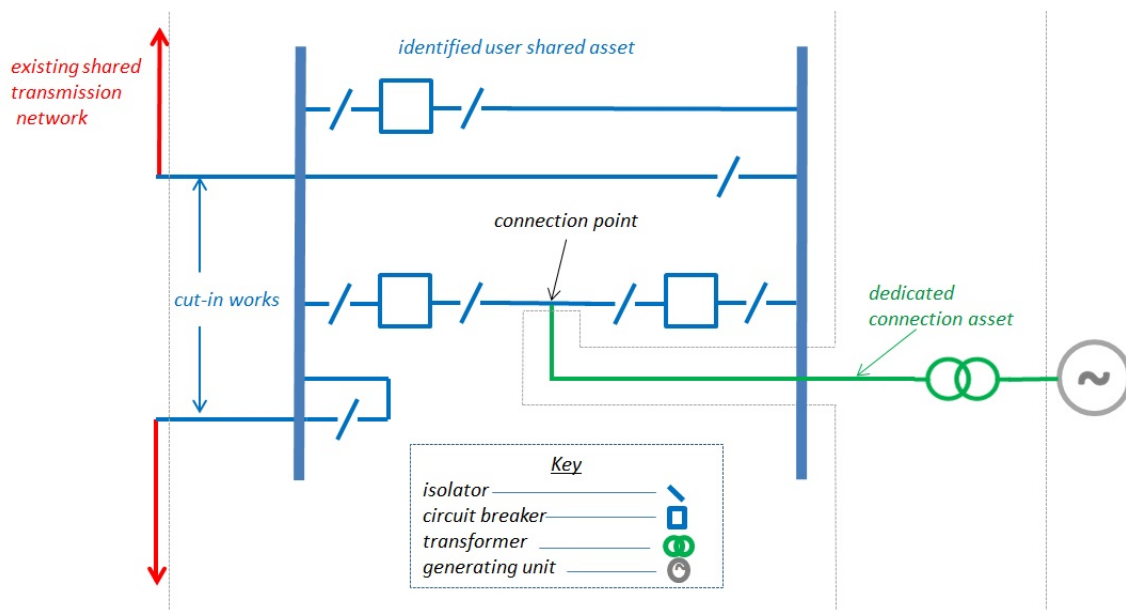 existing shared
transmission
network
identified user shared asset
connection point
cut-in works
dedicated
connection asset
~
Key
isolator
circuit breaker
transformer
generating unit